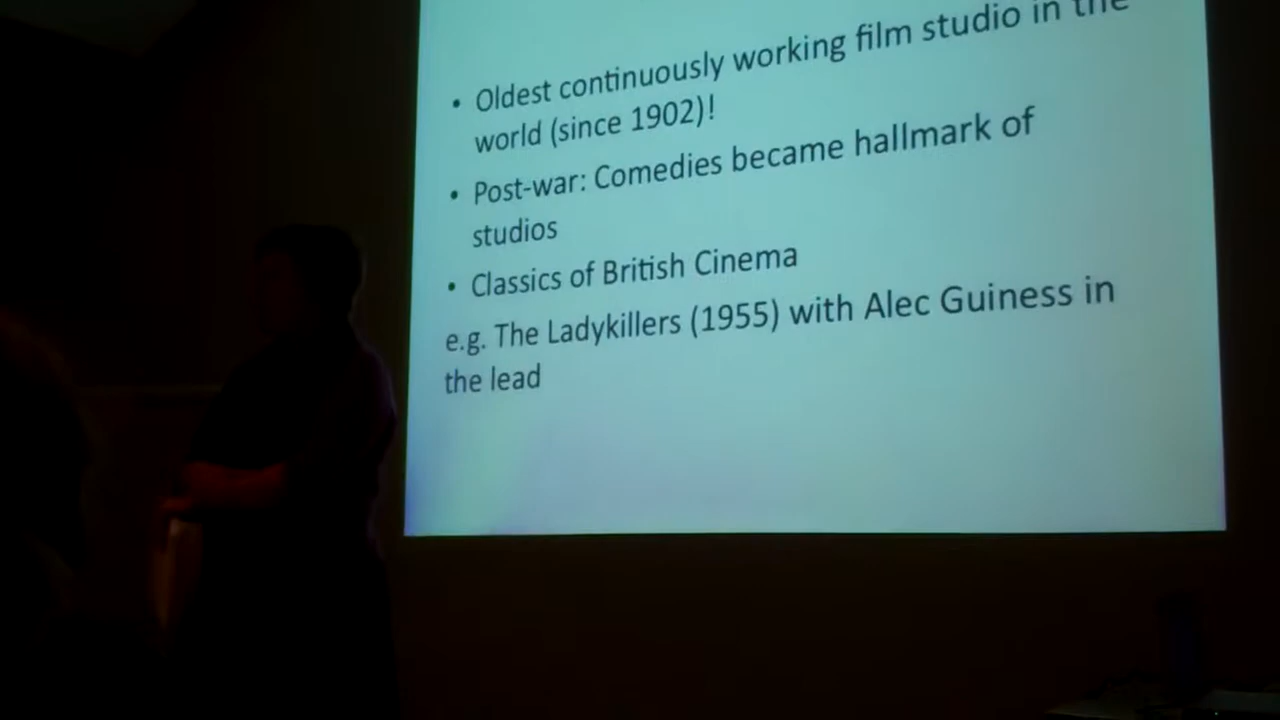 • Oldest continuously working film studio in the
world (since 1902)!
• Post-war: Comedies became hallmark of
studios
• Classics of British Cinema
e.g. The Ladykillers (1955) with Alec Guiness in
the lead